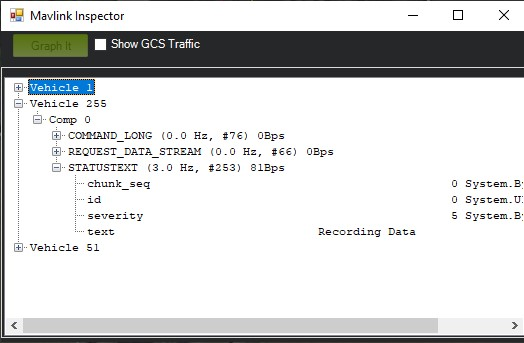 Mavlink Inspector
Graph It Show GCS Traffic
Vehicle 1
Vehicle 255
Comp 0
COMMAND_LONG (0.0 Hz, #76) 0Bps
REQUEST_DATA_STREAM (0.0 Hz, #66) 0Bps
STATUSTEXT (3.0 Hz, #253) 81Bps
chunk_seq 0 System.By
id 0 System.UI
severity 5 System.By
text Recording Data
Vehicle 51